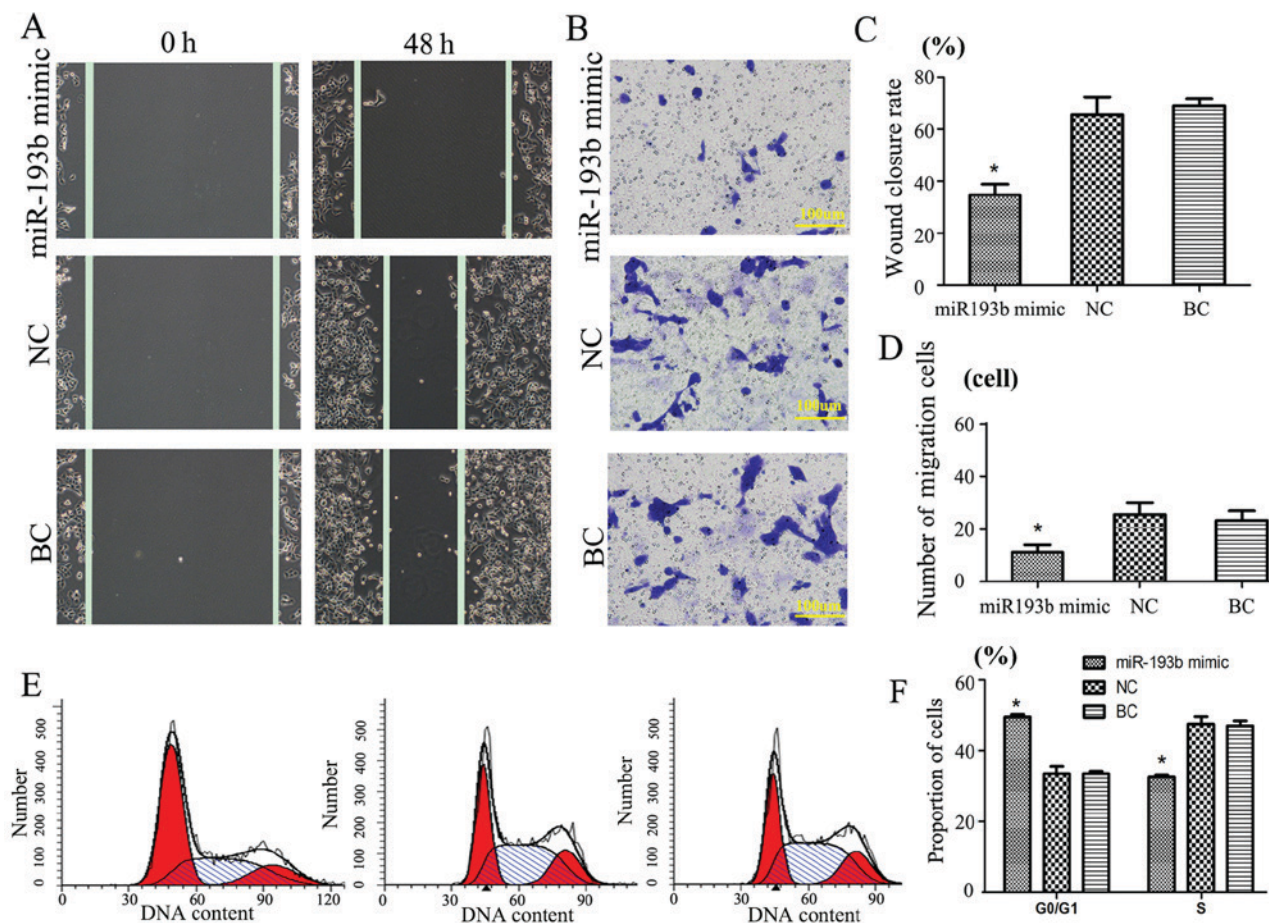 A
0 h
48 h
miR-193b mimic
NC
BC
B
miR-193b mimic
100um
NC
100um
BC
100um
C
(%)
Wound closure rate
80
60
40
20
0
*
miR193b mimic NC BC
D
(cell)
Number of migration cells
60
40
20
0
*
miR193b mimic NC BC
E
Number
500
400
300
200
100
0
0 30 60 90 120
DNA content
Number
500
400
300
200
100
0
0 30 60 90
DNA content
Number
500
400
300
200
100
0
0 30 60 90
DNA content
F
(%)
Proportion of cells
60
40
20
0
miR-193b mimic
NC
BC
*
*
G0/G1 S